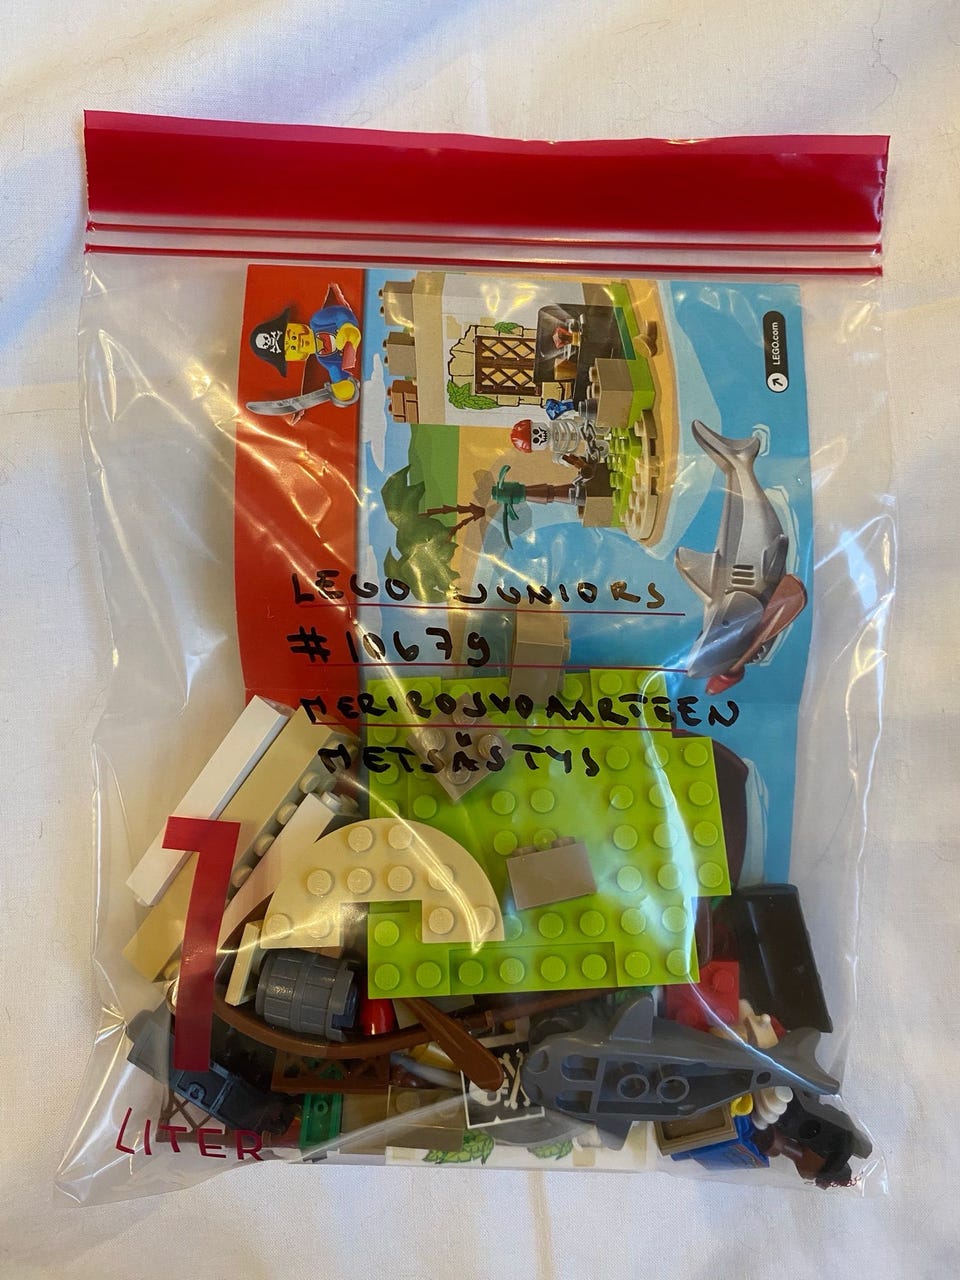 LEGO.com
LEGO JUNIORS
#10679
MERIROSVOAARTEEN
METSÄSTYS
1
LITER